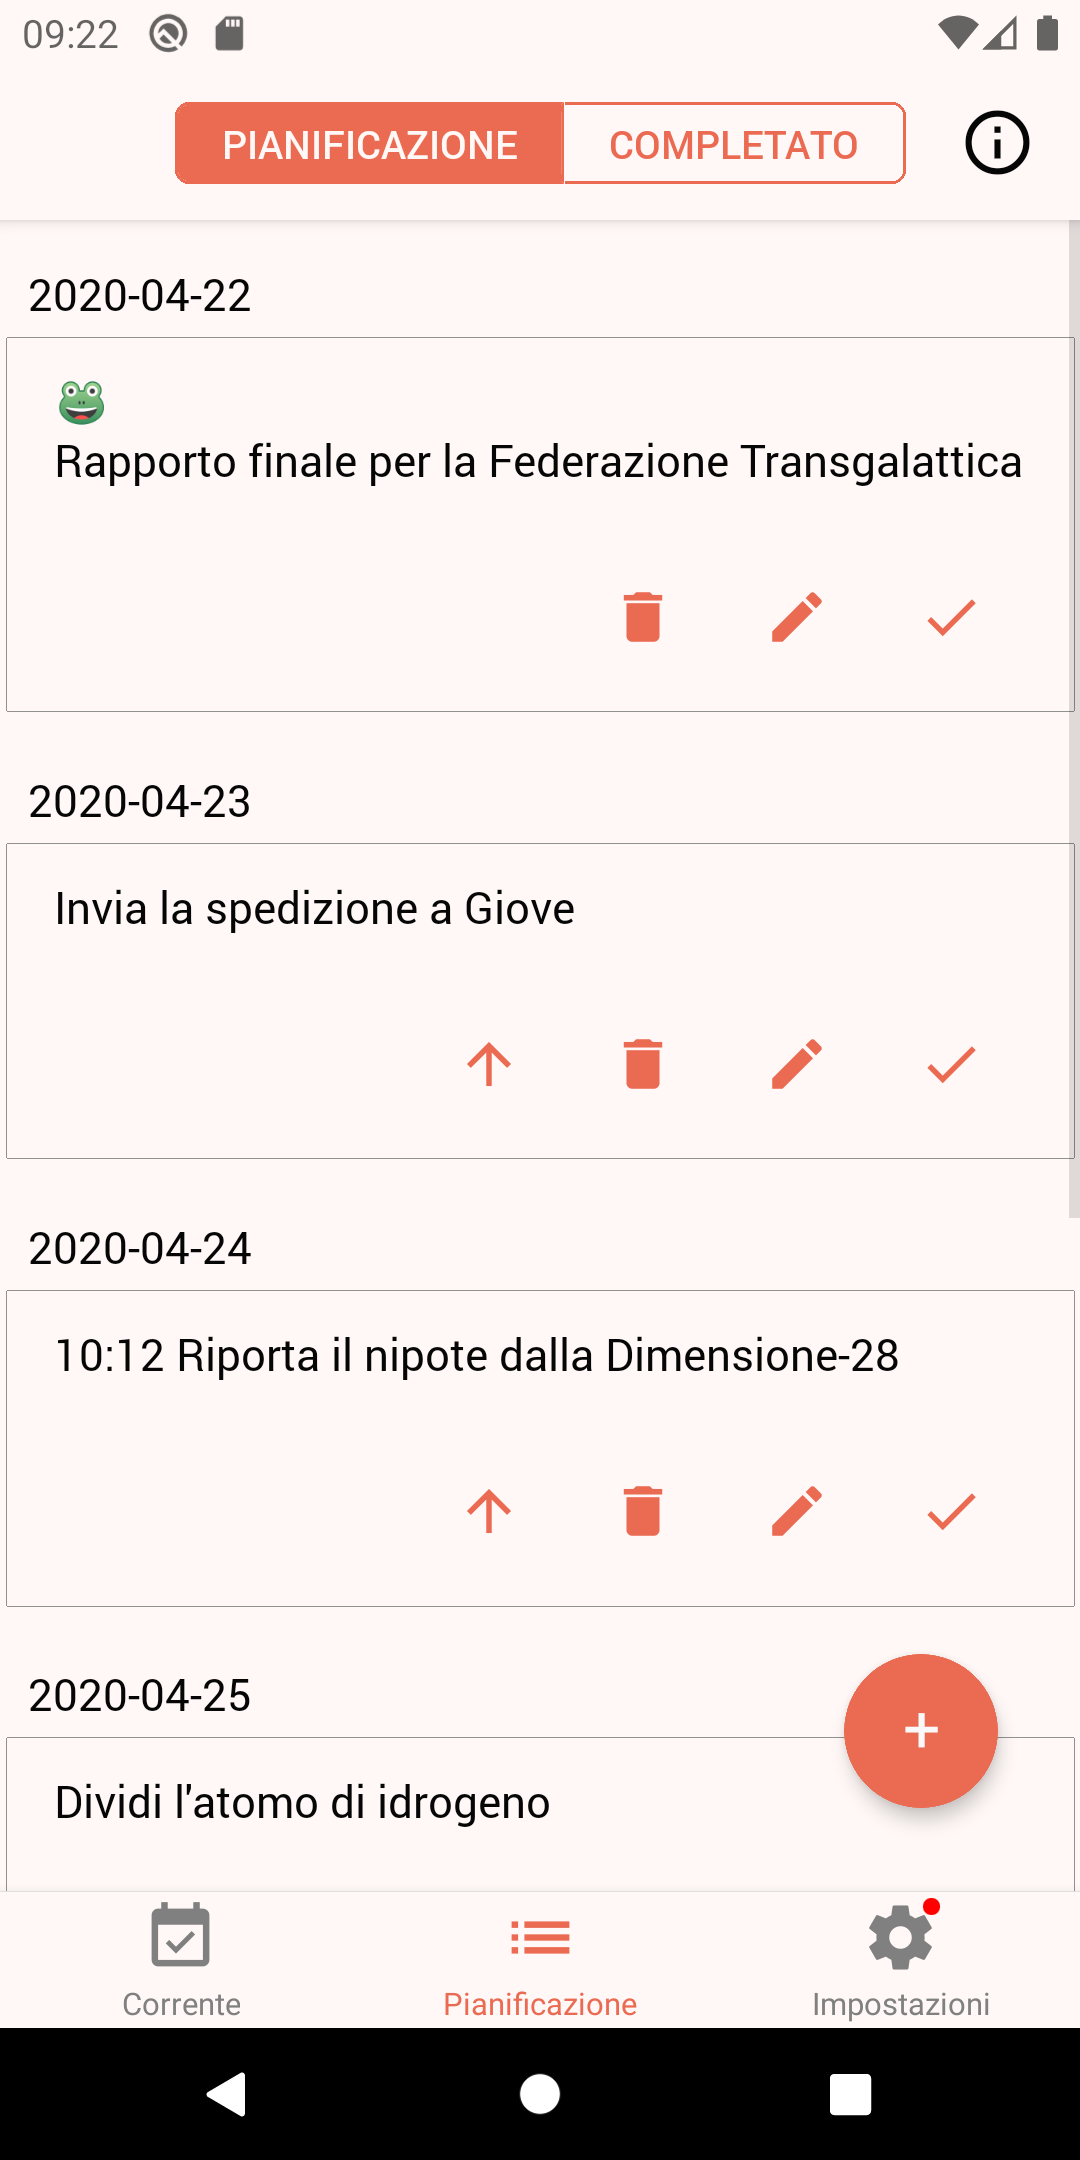 09:22
PIANIFICAZIONE COMPLETATO
2020-04-22
🐸
Rapporto finale per la Federazione Transgalattica
2020-04-23
Invia la spedizione a Giove
2020-04-24
10:12 Riporta il nipote dalla Dimensione-28
2020-04-25
Dividi l'atomo di idrogeno
Corrente Pianificazione Impostazioni